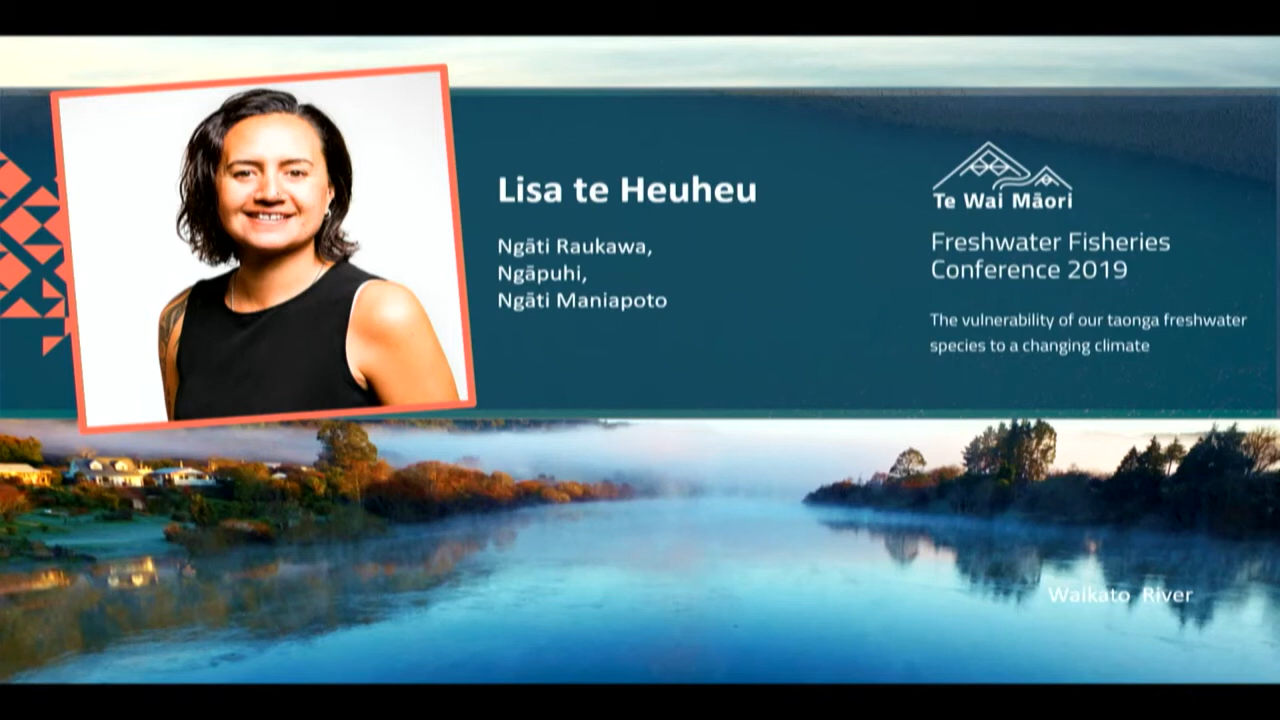 Lisa te Heuheu
Ngāti Raukawa,
Ngāpuhi,
Ngāti Maniapoto
Te Wai Māori
Freshwater Fisheries
Conference 2019
The vulnerability of our taonga freshwater
species to a changing climate
Waikato River